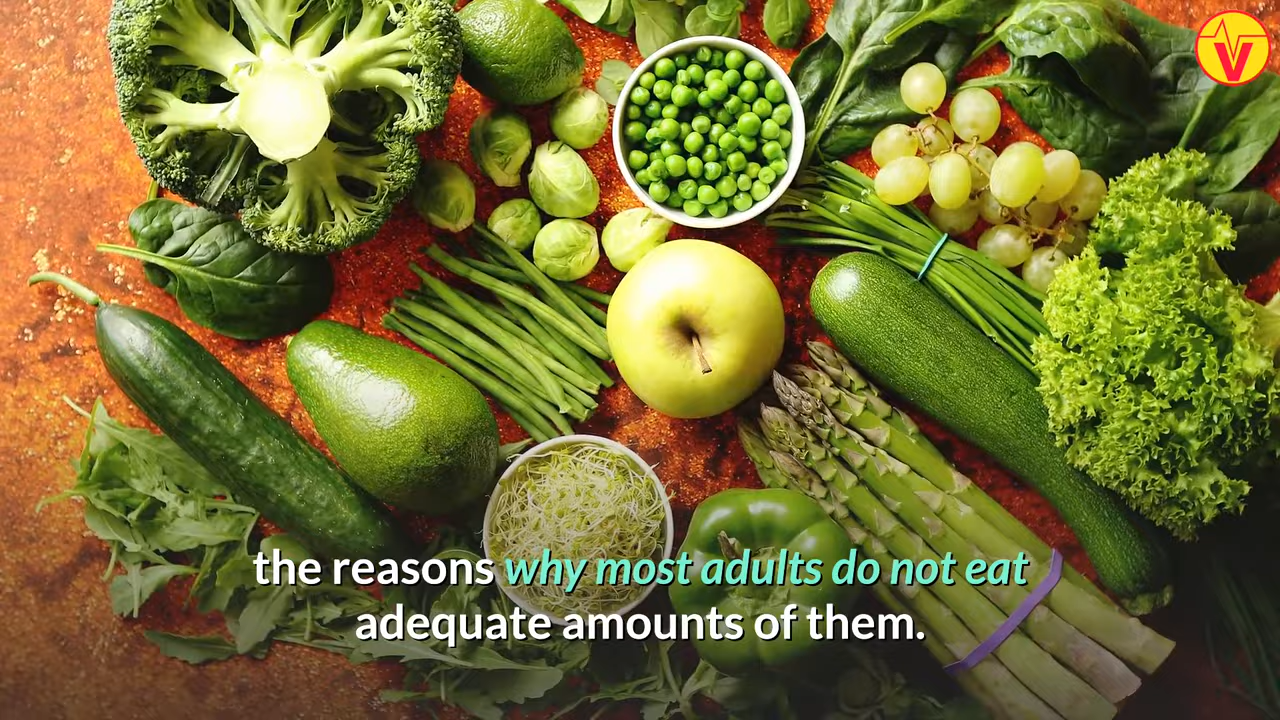 V
the reasons why most adults do not eat
adequate amounts of them.